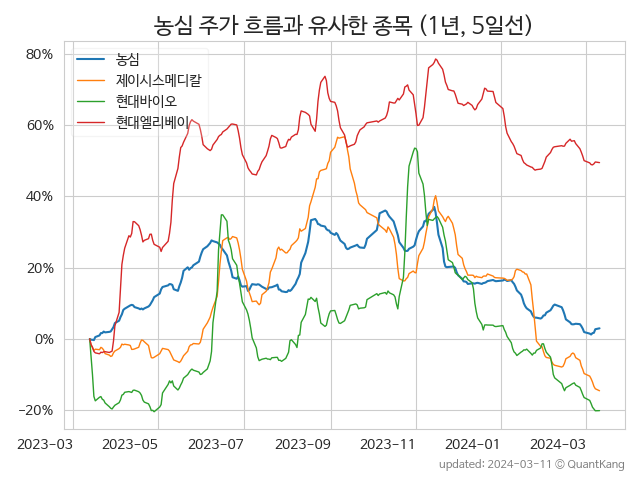 농심 주가 흐름과 유사한 종목 (1년, 5일선)
농심
제이시스메디칼
현대바이오
현대엘리베이
80%
60%
40%
20%
0%
−20%
2023-03 2023-05 2023-07 2023-09 2023-11 2024-01 2024-03
updated: 2024-03-11 © QuantKang